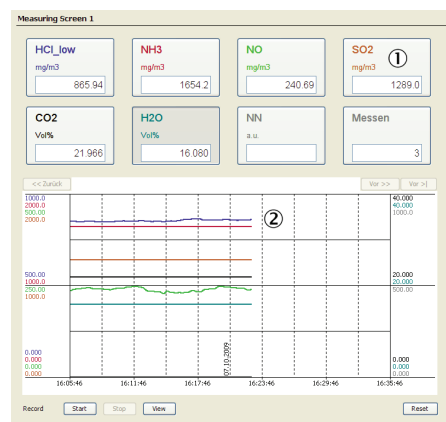 Measuring Screen 1
HCl_low NH3 NO SO2 ①
mg/m3 mg/m3 mg/m3 mg/m3
865.94 1654.2 240.69 1289.0
CO2 H2O NN Messen
Vol% Vol% a.u.
21.966 16.080 3
<< Zurück Vor >> Vor >|
1000.0 40.000
2000.0 40.000
500.00 1000.0
2000.0
②
500.00 20.000
1000.0 20.000
250.00 500.00
1000.0
0.000 0.000
0.000 0.000
0.000 0.000
0.000
07.10.2009
16:05:46 16:11:46 16:17:46 16:23:46 16:29:46 16:35:46
Record Start Stop View Reset